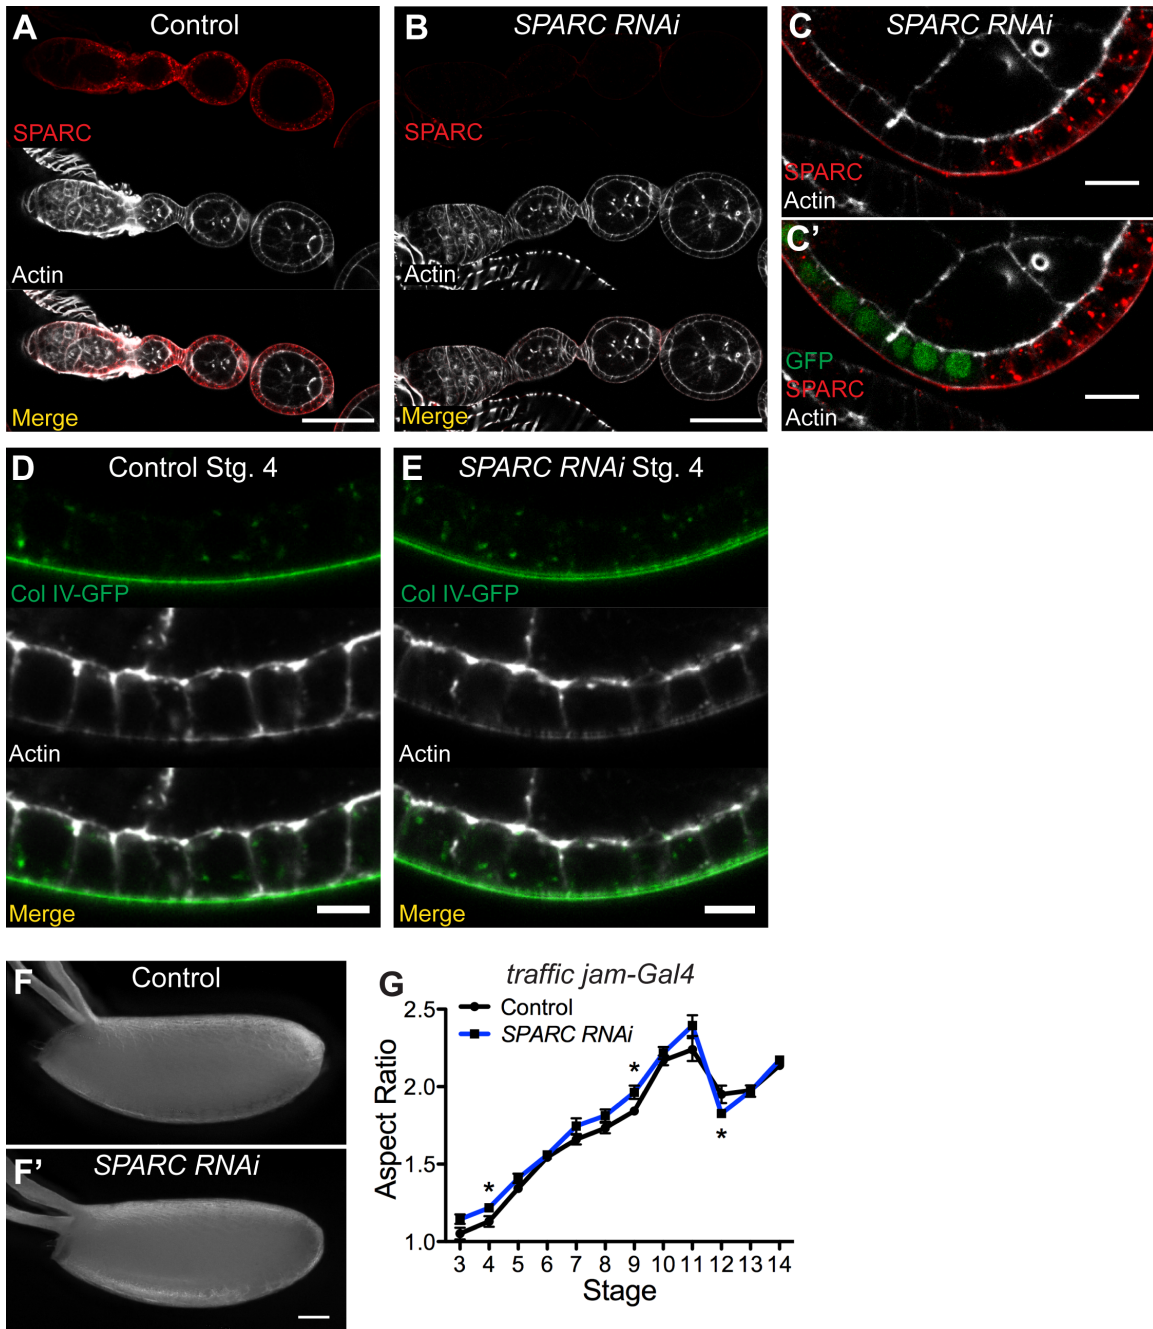 A Control
SPARC
Actin
Merge
B SPARC RNAi
SPARC
Actin
Merge
C SPARC RNAi
SPARC
Actin
C’
GFP
SPARC
Actin
D Control Stg. 4
Col IV-GFP
Actin
Merge
E SPARC RNAi Stg. 4
Col IV-GFP
Actin
Merge
F Control
F’ SPARC RNAi
G traffic jam-Gal4
Control
SPARC RNAi
Aspect Ratio
2.5
2.0
1.5
1.0
* * *
3 4 5 6 7 8 9 10 11 12 13 14
Stage